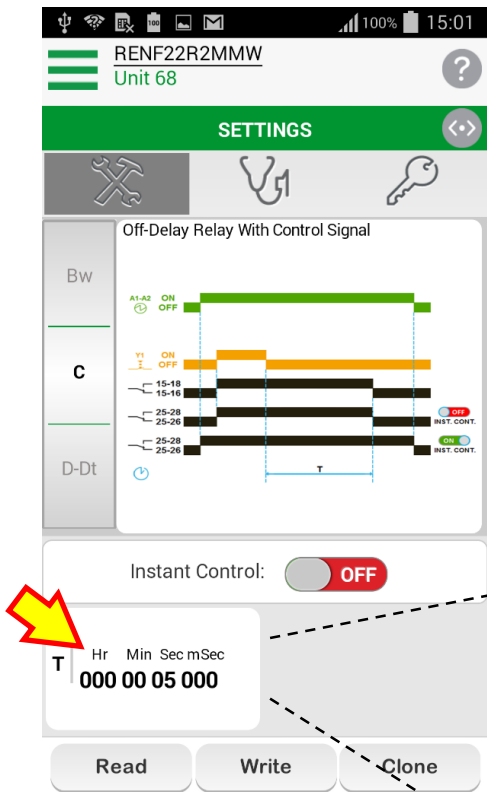 100 100% 15:01
RENF22R2MMW
Unit 68
?
SETTINGS
Off-Delay Relay With Control Signal
Bw
C
D-Dt
A1-A2 ON
OFF
Y1 ON
OFF
15-18
15-16
25-28
25-26
OFF
INST. CONT.
25-28
25-26
ON
INST. CONT.
T
Instant Control: OFF
Hr Min Sec mSec
T 000 00 05 000
Read Write Clone